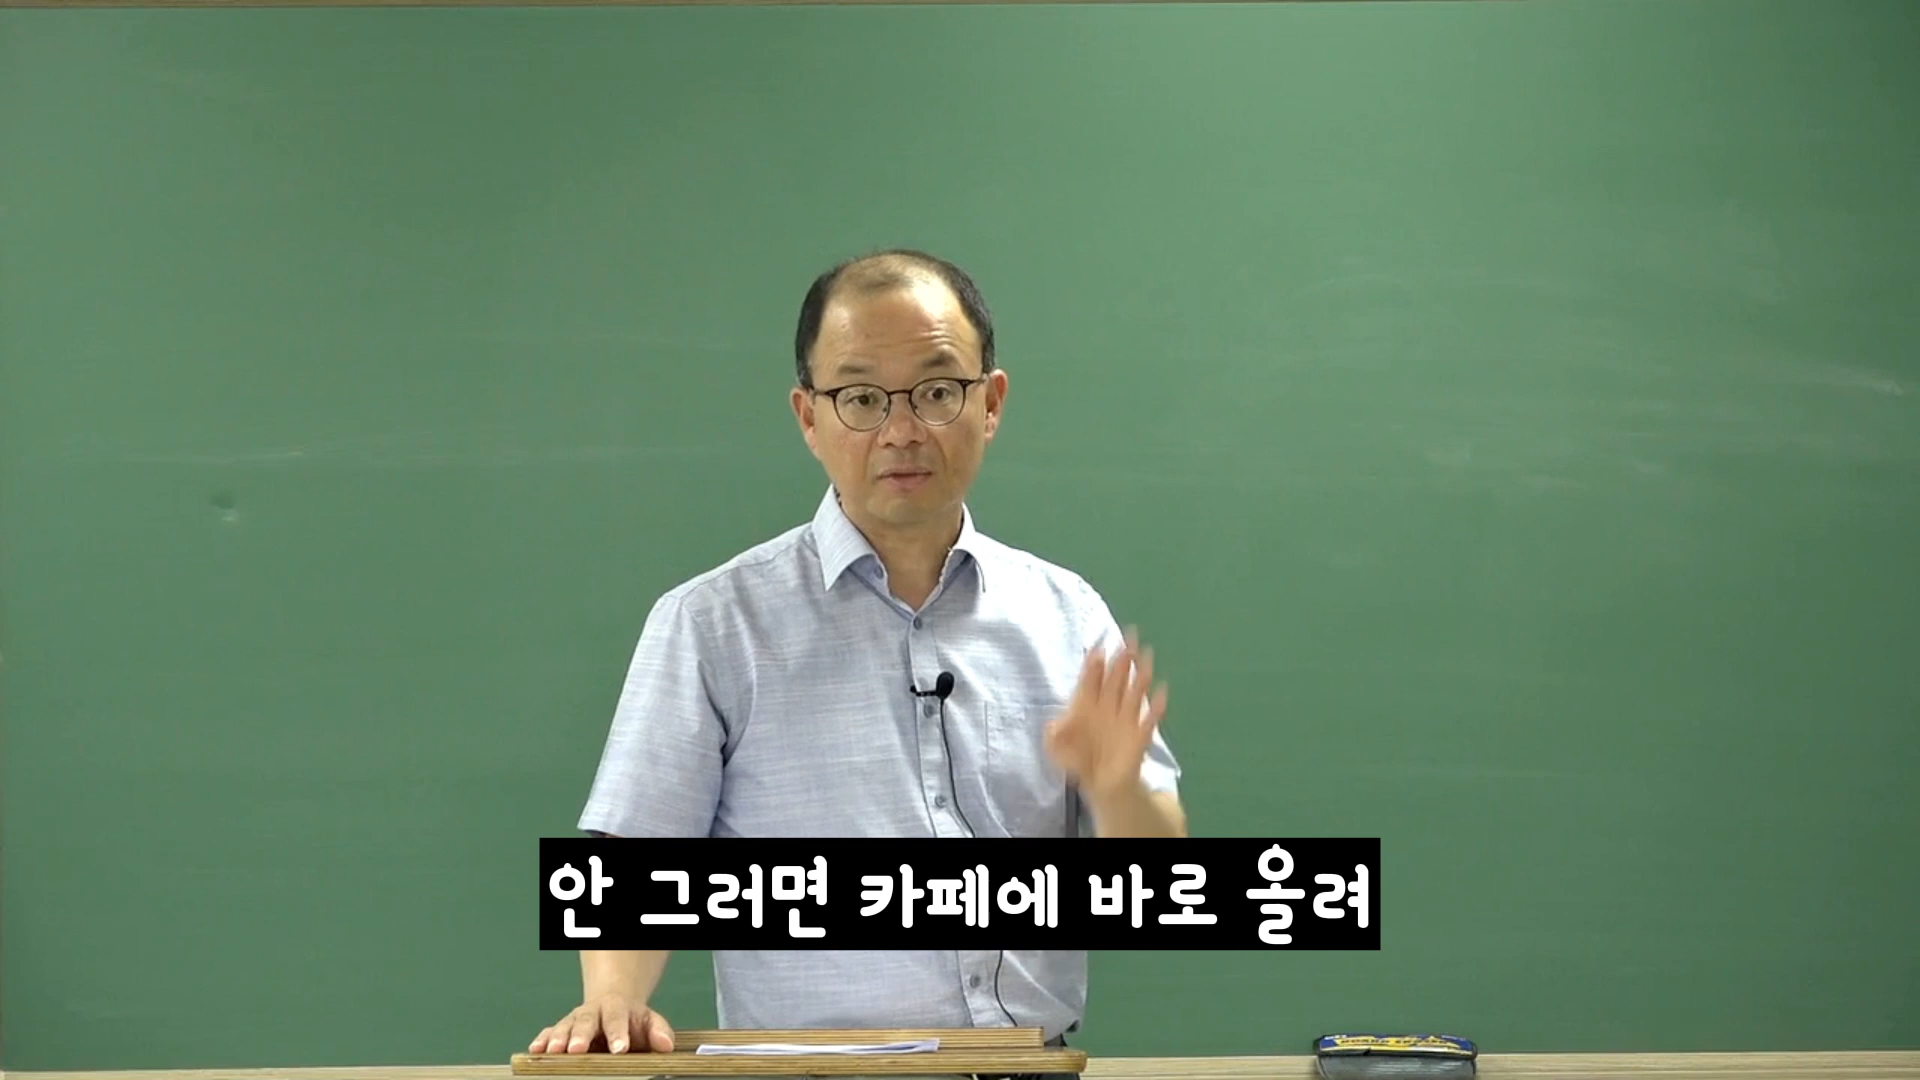 안 그러면 카페에 바로 올려